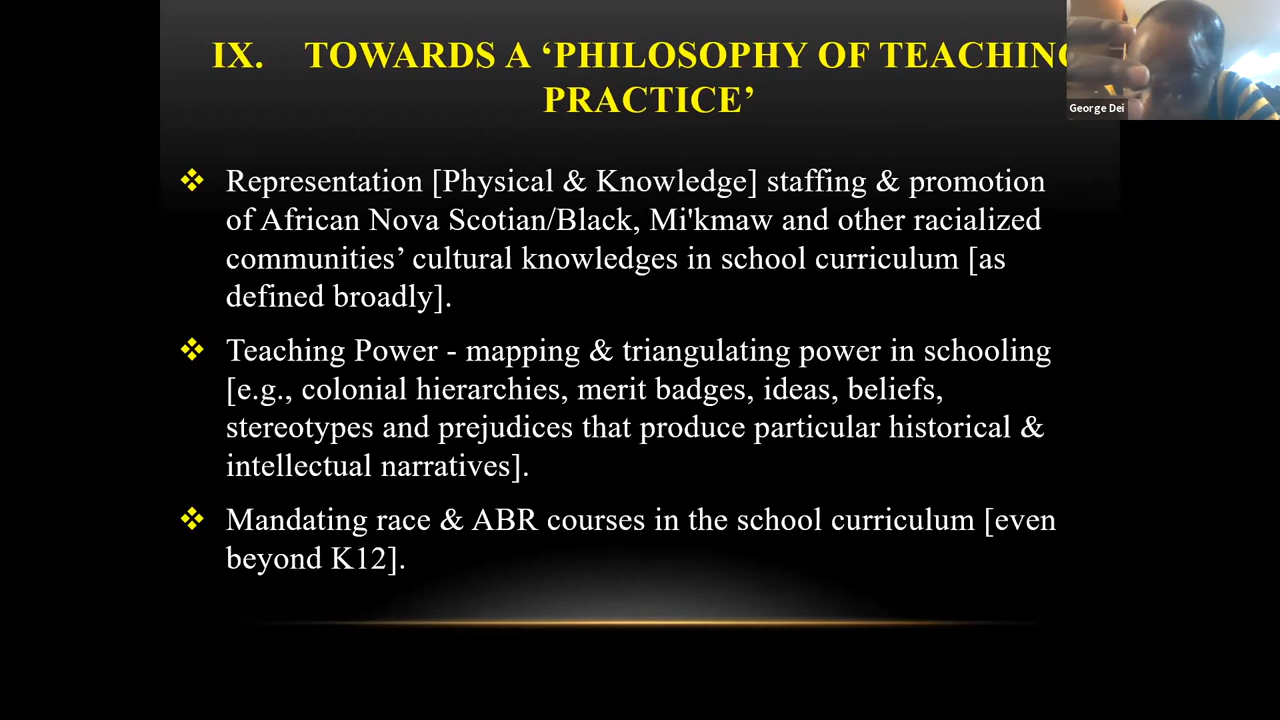 IX. TOWARDS A ‘PHILOSOPHY OF TEACHING
PRACTICE’
George Dei
❖ Representation [Physical & Knowledge] staffing & promotion
of African Nova Scotian/Black, Mi'kmaw and other racialized
communities’ cultural knowledges in school curriculum [as
defined broadly].
❖ Teaching Power - mapping & triangulating power in schooling
[e.g., colonial hierarchies, merit badges, ideas, beliefs,
stereotypes and prejudices that produce particular historical &
intellectual narratives].
❖ Mandating race & ABR courses in the school curriculum [even
beyond K12].